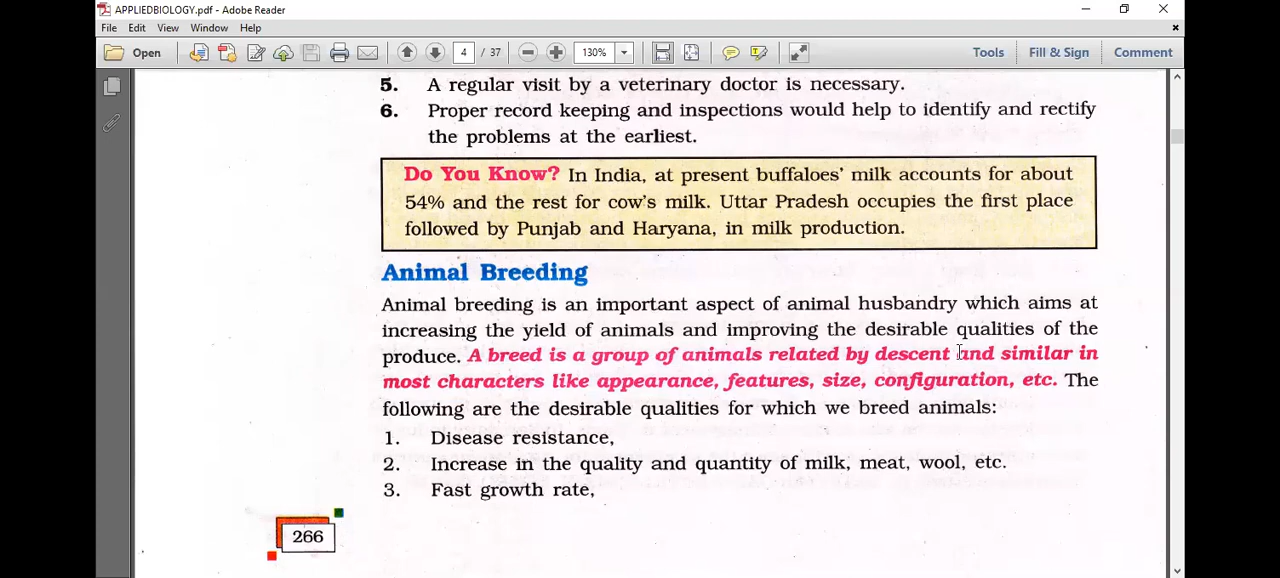 APPLIEDBIOLOGY.pdf - Adobe Reader
File Edit View Window Help
Open 4 / 37 130% Tools Fill & Sign Comment
5. A regular visit by a veterinary doctor is necessary.
6. Proper record keeping and inspections would help to identify and rectify
the problems at the earliest.
Do You Know? In India, at present buffaloes' milk accounts for about
54% and the rest for cow's milk. Uttar Pradesh occupies the first place
followed by Punjab and Haryana, in milk production.
Animal Breeding
Animal breeding is an important aspect of animal husbandry which aims at
increasing the yield of animals and improving the desirable qualities of the
produce. A breed is a group of animals related by descent and similar in
most characters like appearance, features, size, configuration, etc. The
following are the desirable qualities for which we breed animals:
1. Disease resistance,
2. Increase in the quality and quantity of milk, meat, wool, etc.
3. Fast growth rate,
266